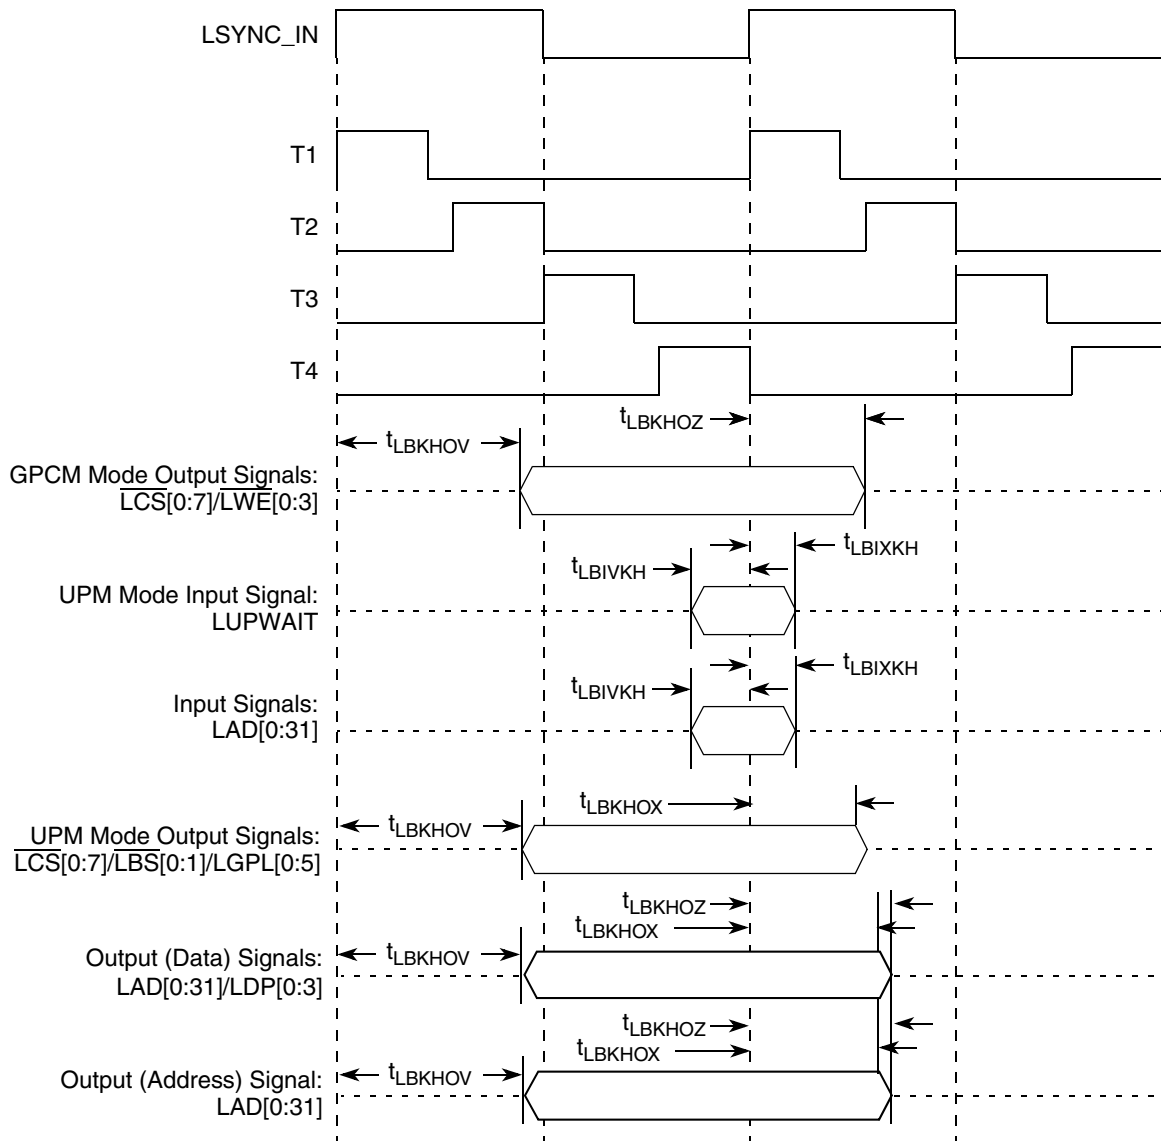 LSYNC_IN
T1
T2
T3
T4
tLBKHOZ
tLBKHOV
GPCM Mode Output Signals:
LCS[0:7]/LWE[0:3]
tLBIXKH
tLBIVKH
UPM Mode Input Signal:
LUPWAIT
tLBIXKH
tLBIVKH
Input Signals:
LAD[0:31]
tLBKHOX
tLBKHOV
UPM Mode Output Signals:
LCS[0:7]/LBS[0:1]/LGPL[0:5]
tLBKHOZ
tLBKHOX
tLBKHOV
Output (Data) Signals:
LAD[0:31]/LDP[0:3]
tLBKHOZ
tLBKHOX
tLBKHOV
Output (Address) Signal:
LAD[0:31]